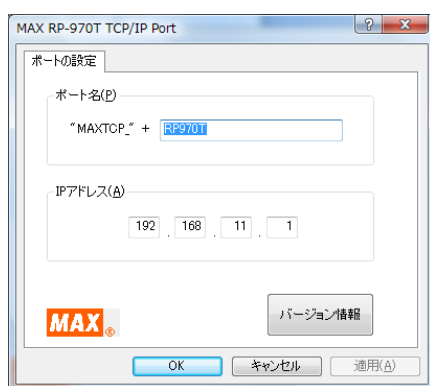 MAX RP-970T TCP/IP Port
ポートの設定
ポート名(P)
"MAXTCP_" + RP970T
IPアドレス(A)
192 . 168 . 11 . 1
MAX®
バージョン情報
OK キャンセル 適用(A)